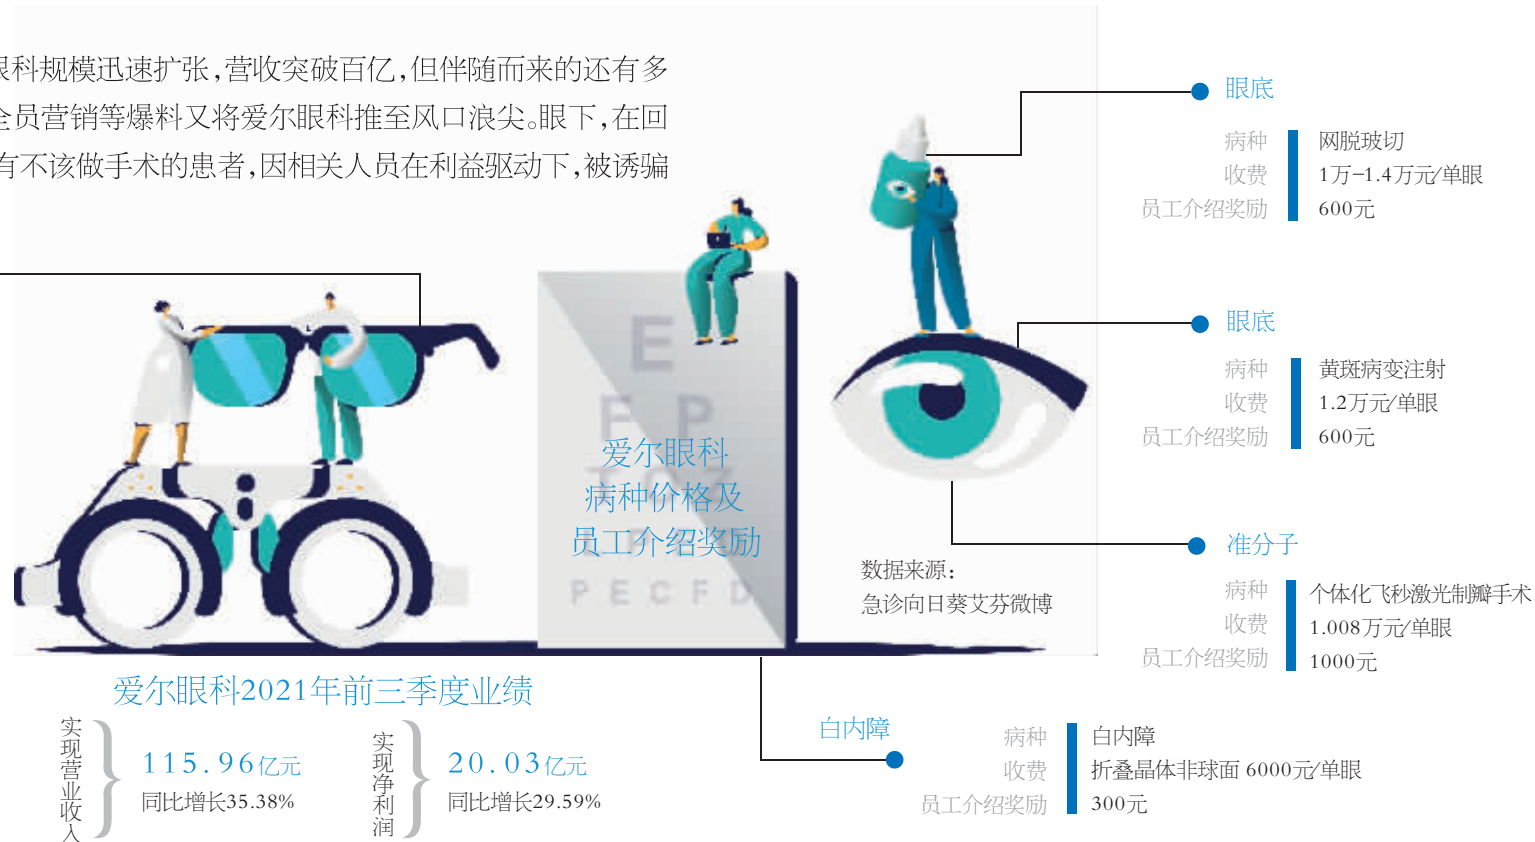 眼科规模迅速扩张,营收突破百亿,但伴随而来的还有多
全员营销等爆料又将爱尔眼科推至风口浪尖。眼下,在回
有不该做手术的患者,因相关人员在利益驱动下,被诱骗
眼底
病种 网脱玻切
收费 1万-1.4万元/单眼
员工介绍奖励 600元
眼底
病种 黄斑病变注射
收费 1.2万元/单眼
员工介绍奖励 600元
准分子
病种 个体化飞秒激光制瓣手术
收费 1.008万元/单眼
员工介绍奖励 1000元
E
F P
T O Z
爱尔眼科
病种价格及
员工介绍奖励
P E C F D
数据来源：
急诊向日葵艾芬微博
白内障
病种 白内障
收费 折叠晶体非球面 6000元/单眼
员工介绍奖励 300元
爱尔眼科2021年前三季度业绩
实现营业收入
115.96亿元
同比增长35.38%
实现净利润
20.03亿元
同比增长29.59%